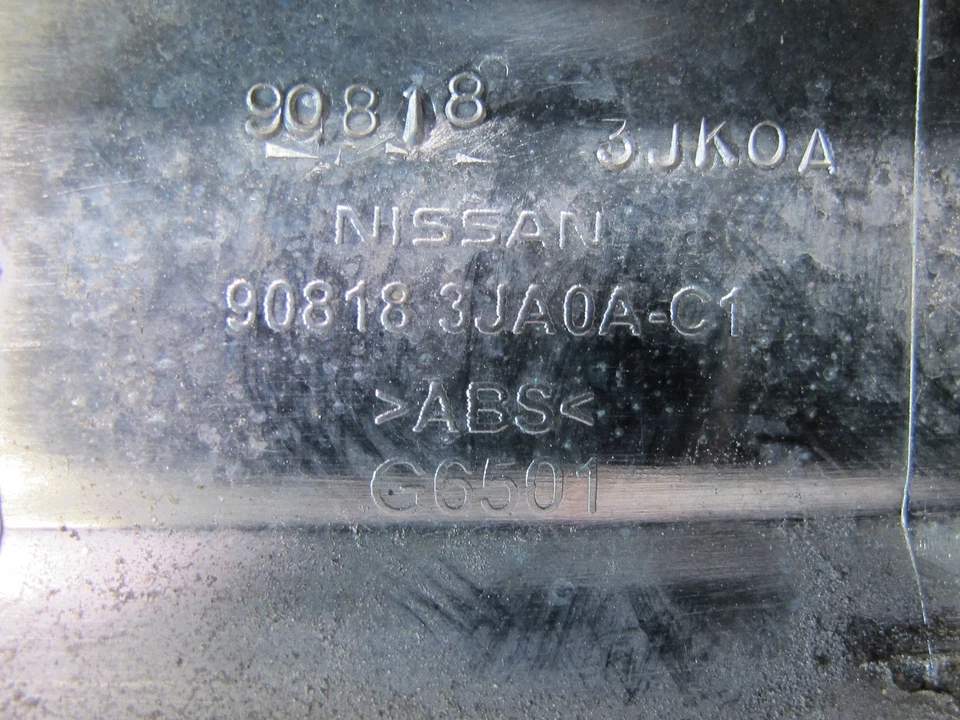 90818 3JK0A
NISSAN
90818 3JA0A-C1
>ABS<
G6501